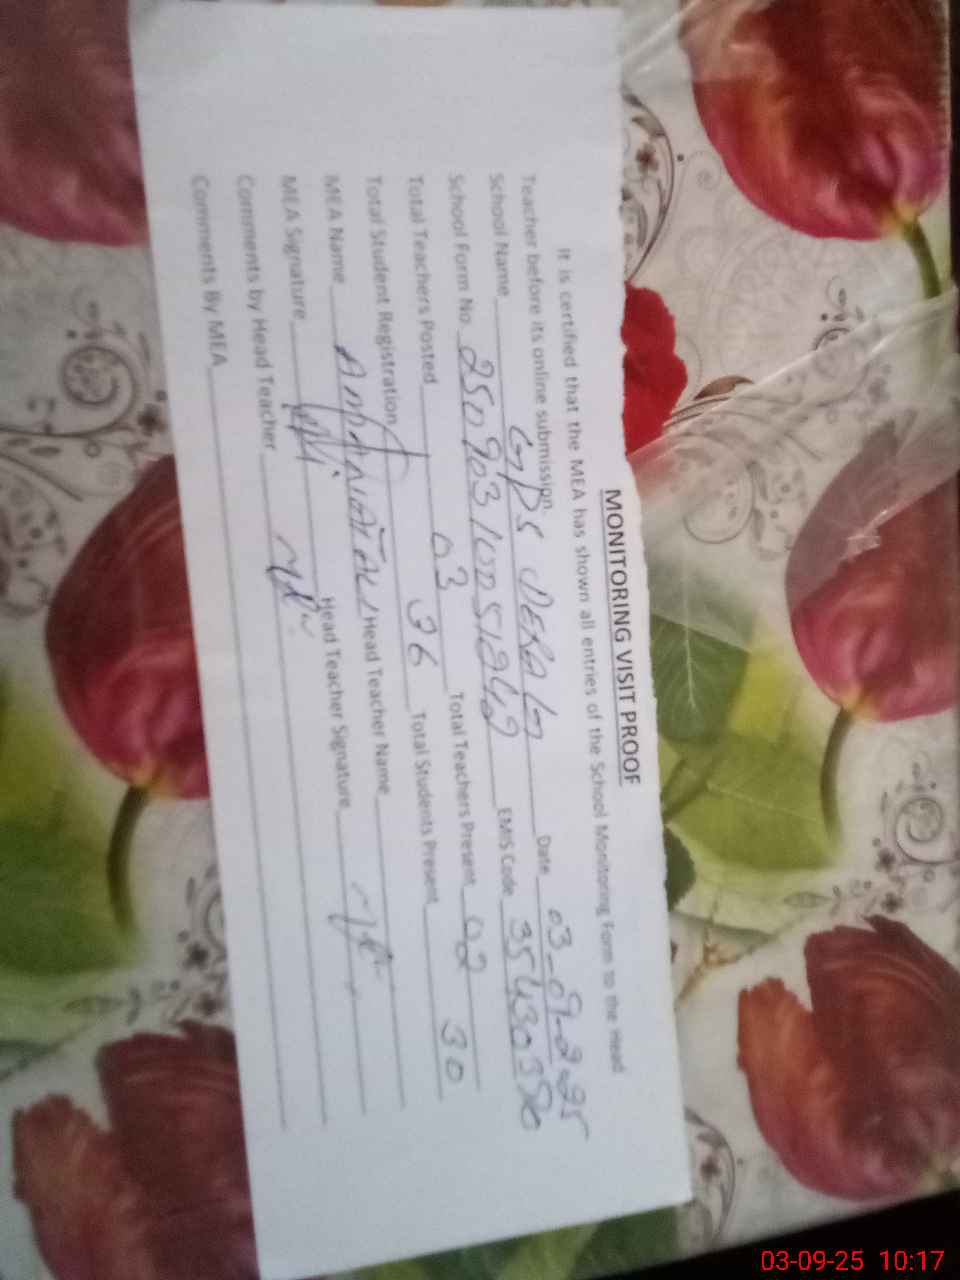 MONITORING VISIT PROOF
It is certified that the MEA has shown all entries of the School Monitoring Form to the Head
Teacher before its online submission.
School Name GPS Date 03-09-2025
School Form No. EMIS Code
Total Teachers Posted 03 Total Teachers Present 02
Total Student Registration 36 Total Students Present 30
MEA Name Head Teacher Name
MEA Signature Head Teacher Signature
Comments by Head Teacher
Comments By MEA
03-09-25 10:17